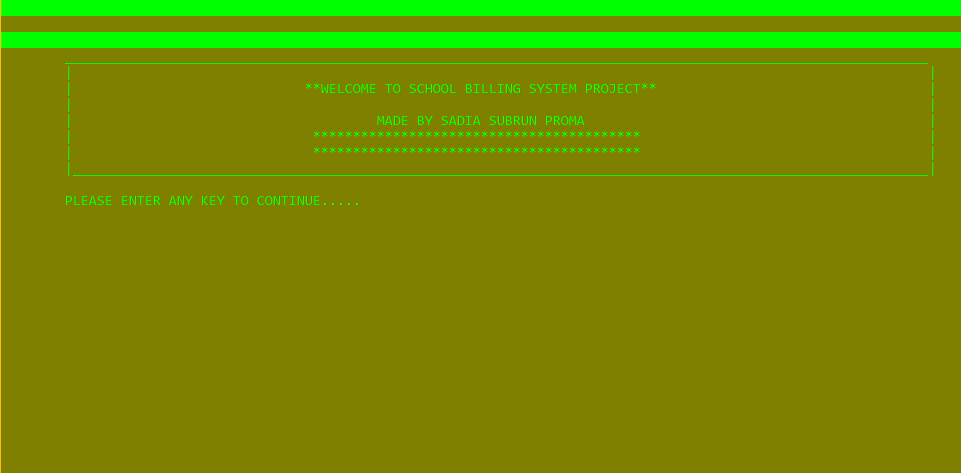 **WELCOME TO SCHOOL BILLING SYSTEM PROJECT**
MADE BY SADIA SUBRUN PROMA
*****************************************
*****************************************
PLEASE ENTER ANY KEY TO CONTINUE.....